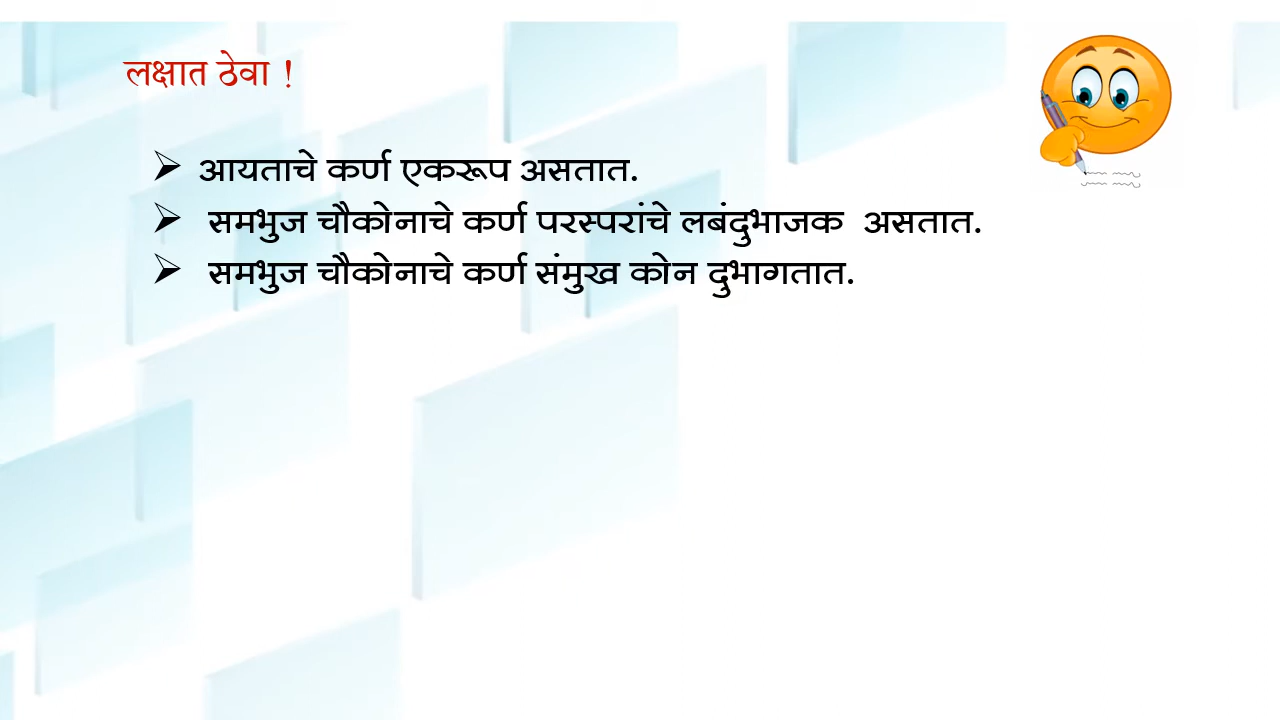 लक्षात ठेवा !
➢ आयताचे कर्ण एकरूप असतात.
➢ समभुज चौकोनाचे कर्ण परस्परांचे लबंदुभाजक असतात.
➢ समभुज चौकोनाचे कर्ण संमुख कोन दुभागतात.